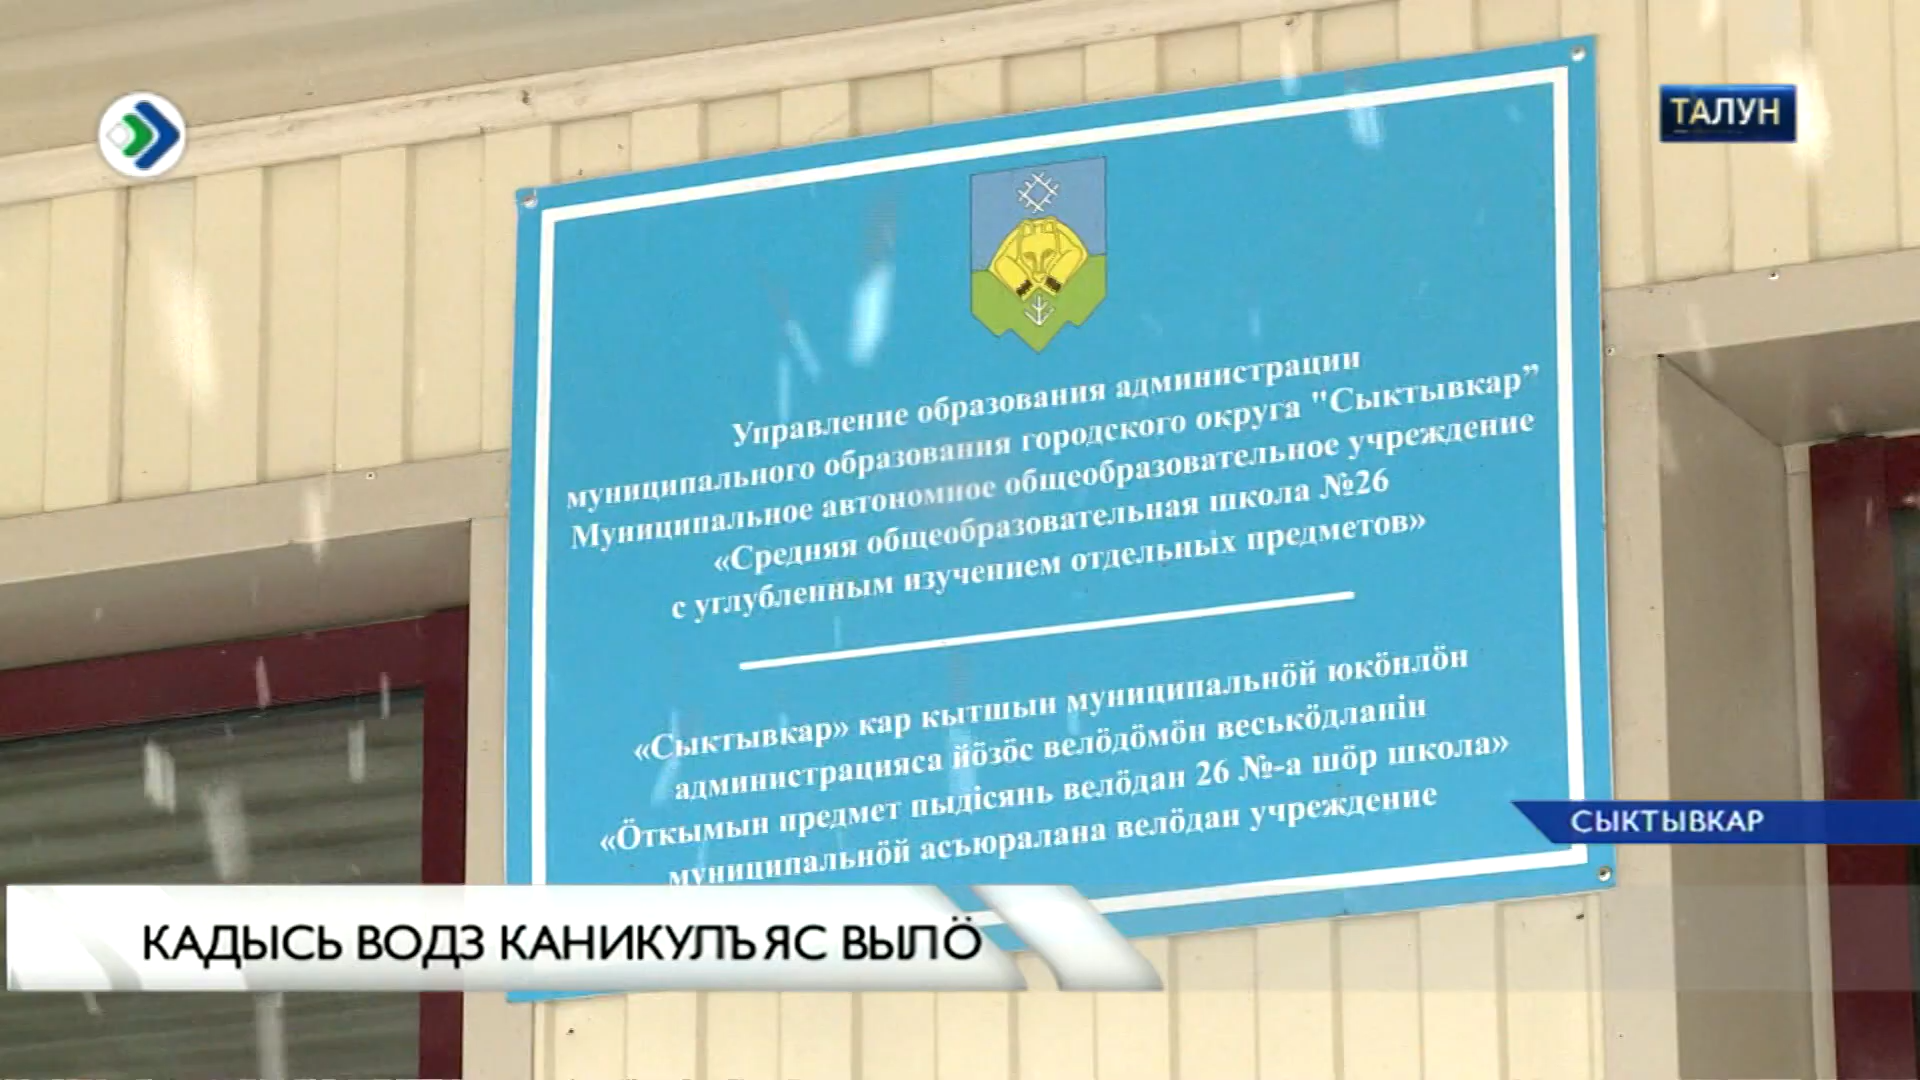 ТАЛУН
Управление образования администрации
муниципального образования городского округа "Сыктывкар”
Муниципальное автономное общеобразовательное учреждение
«Средняя общеобразовательная школа №26
с углубленным изучением отдельных предметов»
«Сыктывкар» кар кытшын муниципальнӧй юкӧнлӧн
администрацияса йӧзӧс велӧдӧмӧн веськӧдланін
«Ӧткымын предмет пыдісянь велӧдан 26 №-а шӧр школа»
муниципальнӧй асъюралана велӧдан учреждение
СЫКТЫВКАР
КАДЫСЬ ВОДЗ КАНИКУЛЪЯС ВЫЛӦ